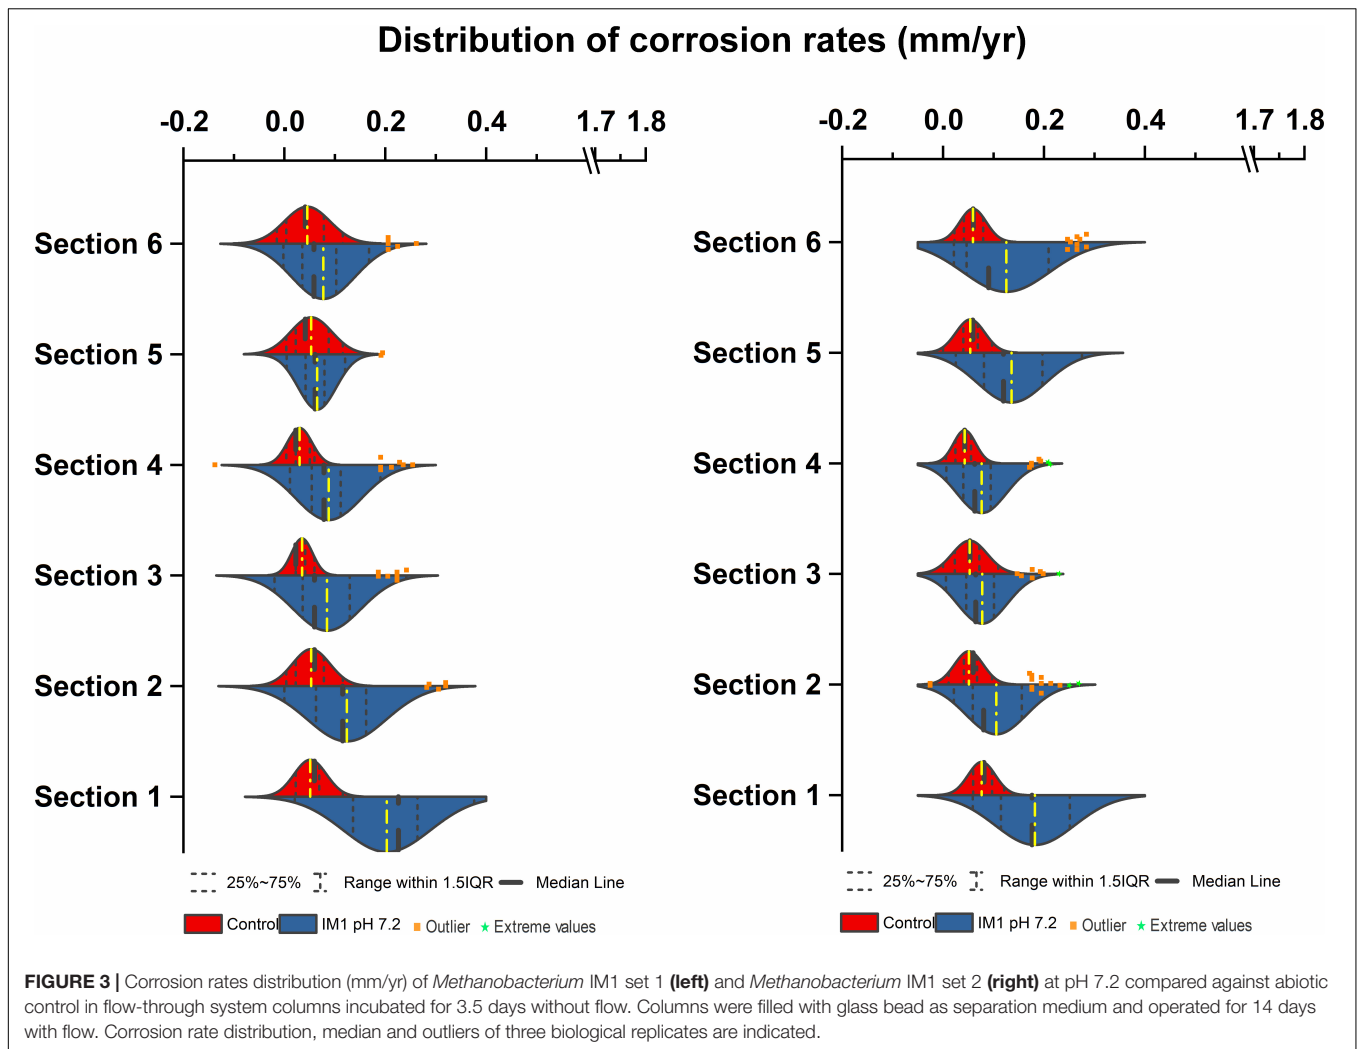 Distribution of corrosion rates (mm/yr)
-0.2 0.0 0.2 0.4 1.7 1.8
Section 6
Section 5
Section 4
Section 3
Section 2
Section 1
25%~75% Range within 1.5IQR Median Line
Control IM1 pH 7.2 Outlier Extreme values
-0.2 0.0 0.2 0.4 1.7 1.8
Section 6
Section 5
Section 4
Section 3
Section 2
Section 1
25%~75% Range within 1.5IQR Median Line
Control IM1 pH 7.2 Outlier Extreme values
FIGURE 3 | Corrosion rates distribution (mm/yr) of Methanobacterium IM1 set 1 (left) and Methanobacterium IM1 set 2 (right) at pH 7.2 compared against abiotic
control in flow-through system columns incubated for 3.5 days without flow. Columns were filled with glass bead as separation medium and operated for 14 days
with flow. Corrosion rate distribution, median and outliers of three biological replicates are indicated.